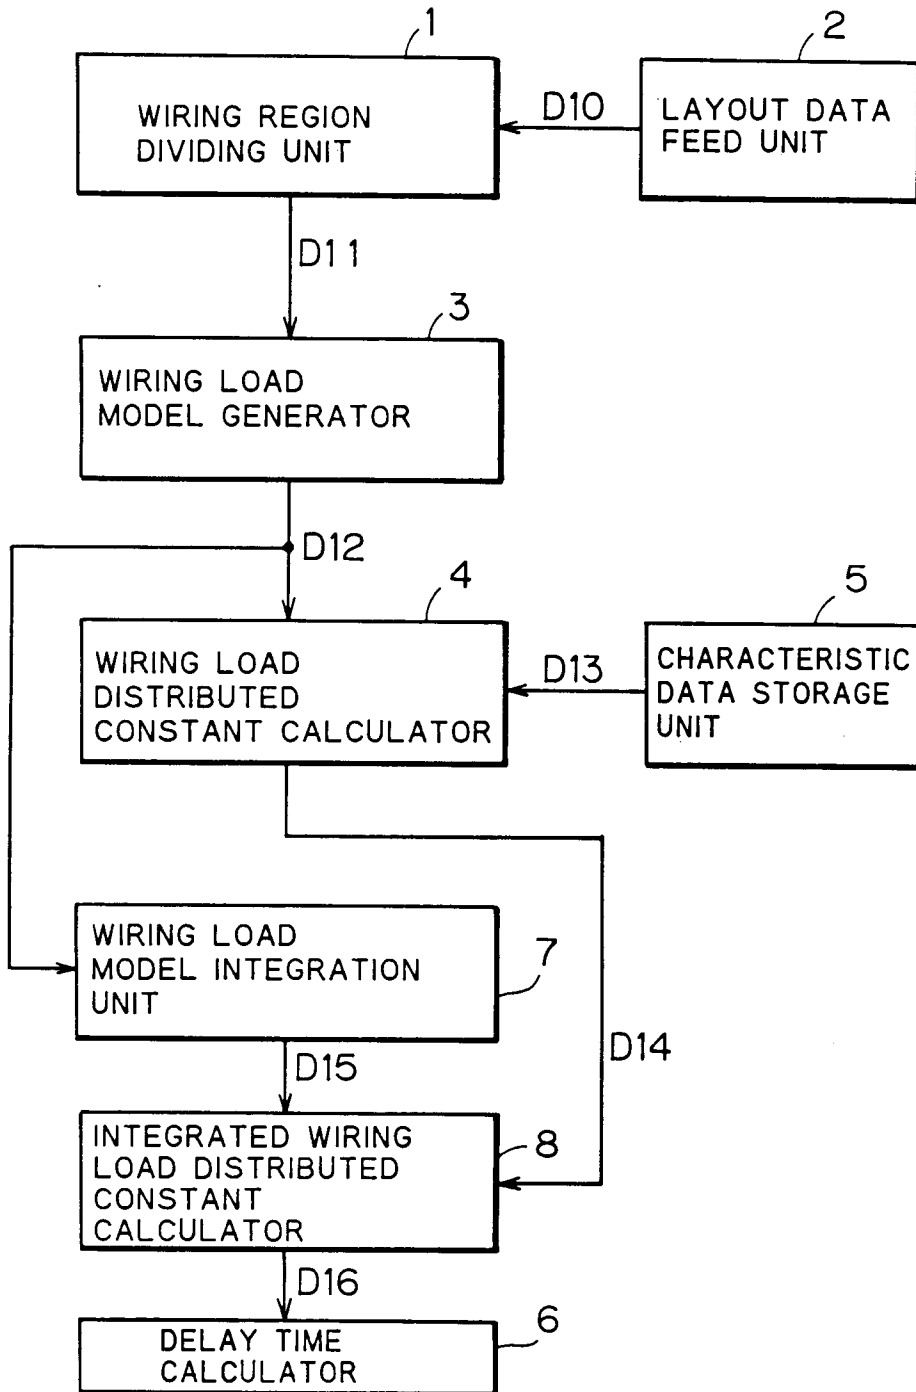 1
2
WIRING REGION
DIVIDING UNIT
D10
LAYOUT DATA
FEED UNIT
D11
3
WIRING LOAD
MODEL GENERATOR
D12
4
5
WIRING LOAD
DISTRIBUTED
CONSTANT CALCULATOR
D13
CHARACTERISTIC
DATA STORAGE
UNIT
WIRING LOAD
MODEL INTEGRATION
UNIT
7
D15
D14
INTEGRATED WIRING
LOAD DISTRIBUTED
CONSTANT
CALCULATOR
8
D16
DELAY TIME
CALCULATOR
6